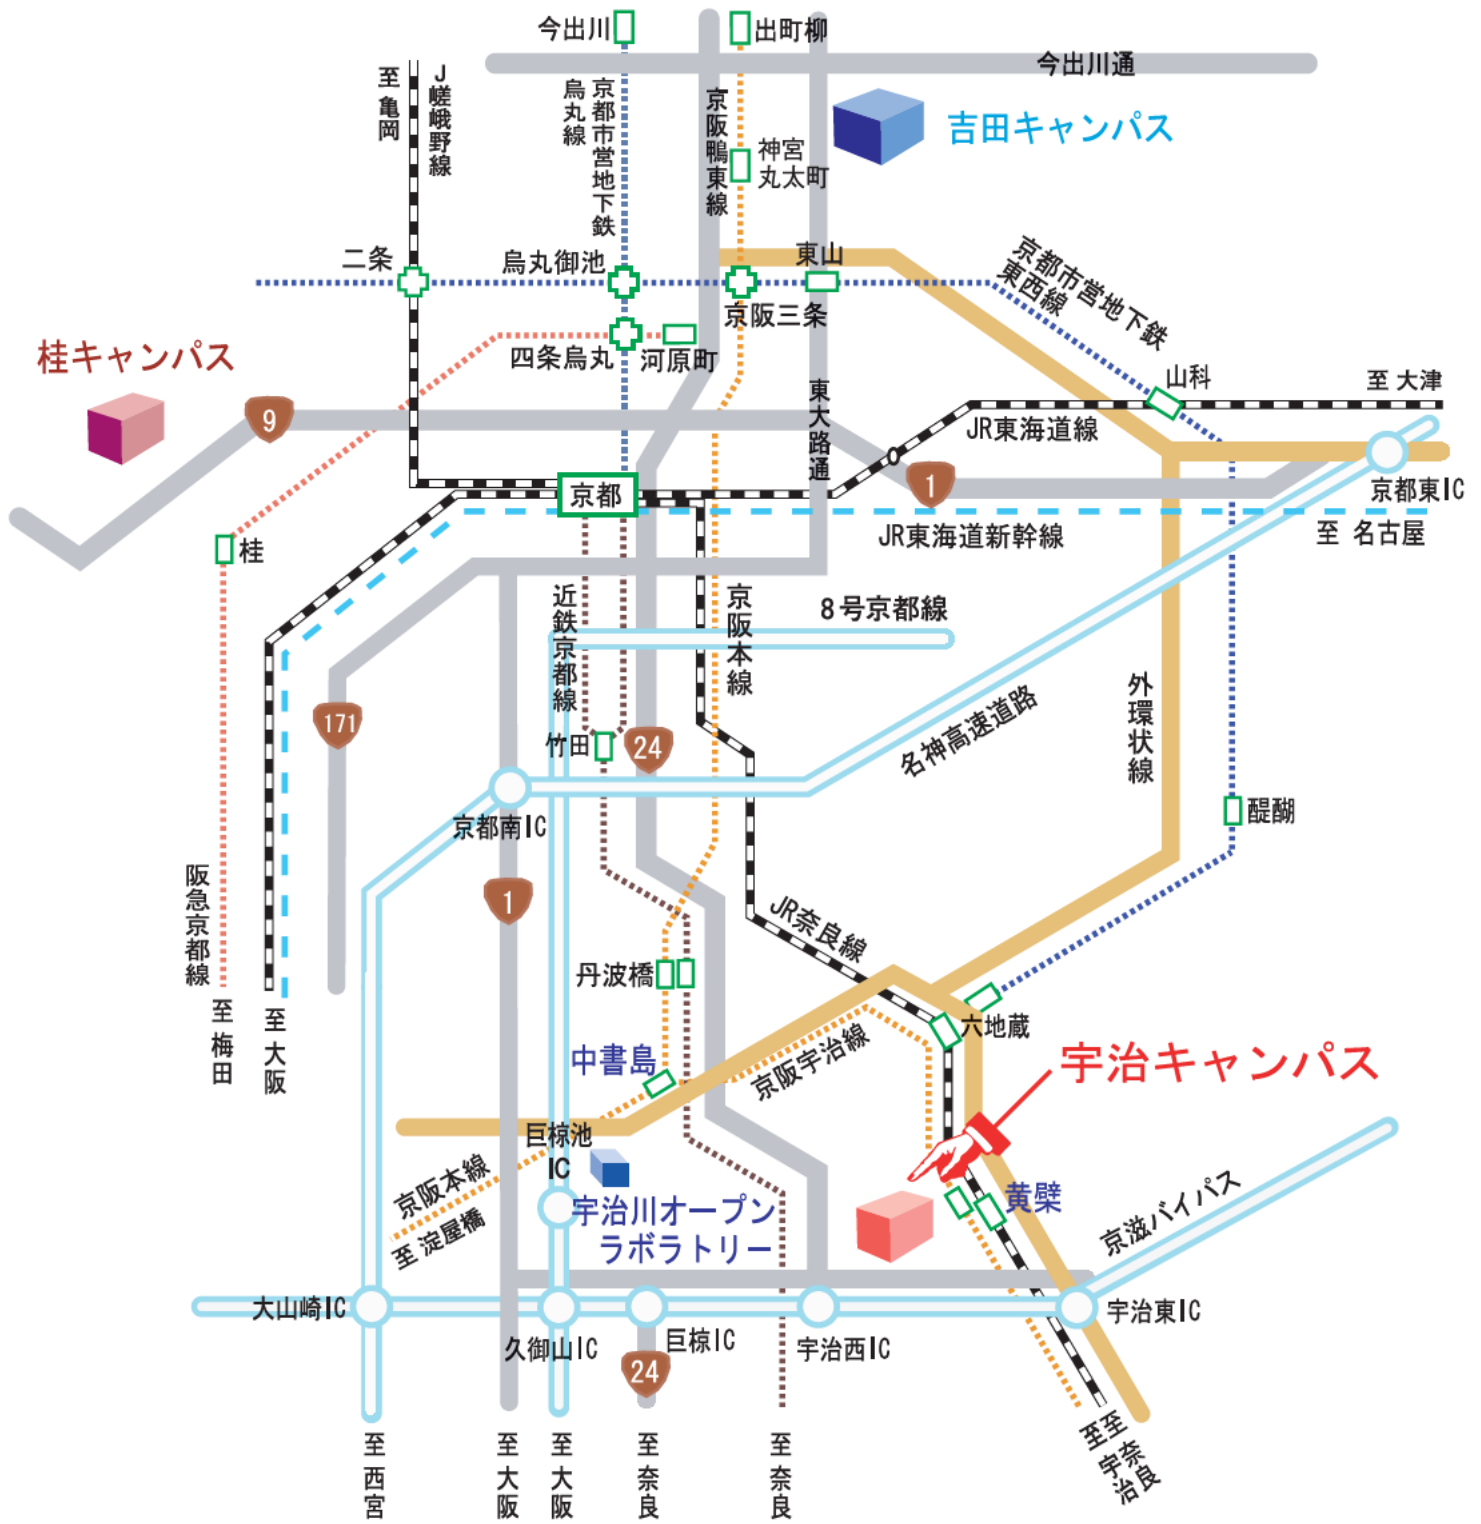 今出川
出町柳
今出川通
至 亀岡
J嵯峨野線
京都市営地下鉄
烏丸線
京阪鴨東線
神宮
丸太町
吉田キャンパス
二条
烏丸御池
東山
京阪三条
京都市営地下鉄
東西線
桂キャンパス
四条烏丸
河原町
東大路通
山科
至 大津
JR東海道線
9
1
京都
京都東IC
JR東海道新幹線
至 名古屋
桂
近鉄京都線
京阪本線
8号京都線
外環状線
名神高速道路
171
竹田
24
京都南IC
醍醐
阪急京都線
1
JR奈良線
丹波橋
至 梅田
至 大阪
六地蔵
中書島
京阪宇治線
宇治キャンパス
巨椋池
IC
京阪本線
至 淀屋橋
宇治川オープン
ラボラトリー
黄檗
京滋バイパス
大山崎IC
久御山IC
巨椋IC
宇治西IC
宇治東IC
24
至 西宮
至 大阪
至 大阪
至 奈良
至 奈良
至 宇治
至 奈良